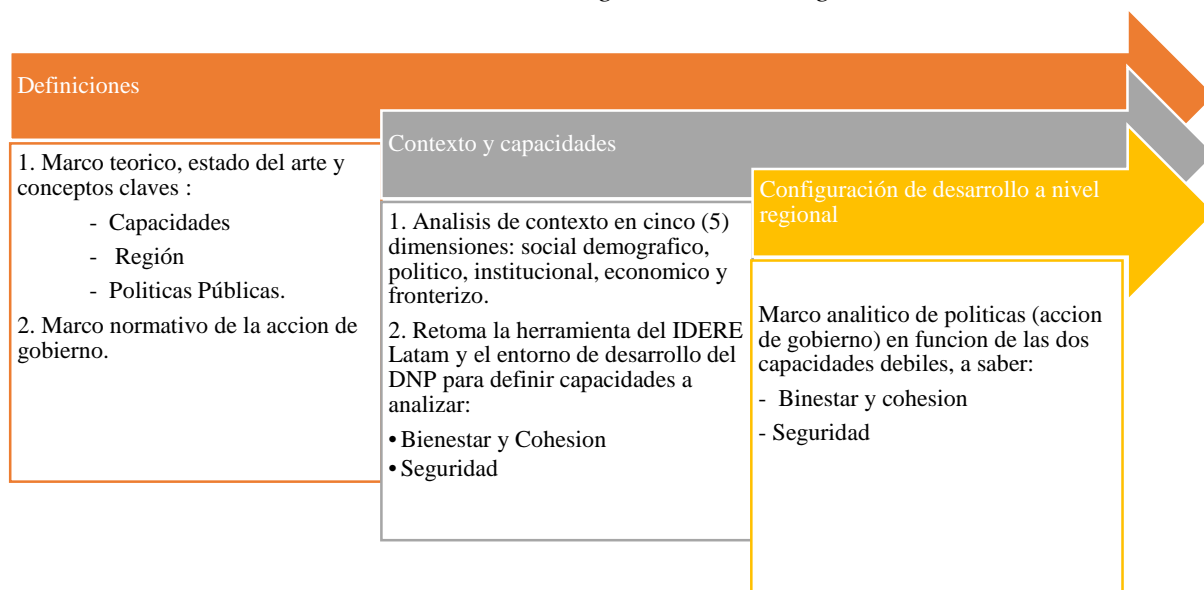 Definiciones
1. Marco teorico, estado del arte y
conceptos claves :
- Capacidades
- Región
- Politicas Públicas.
2. Marco normativo de la accion de
gobierno.
Contexto y capacidades
1. Analisis de contexto en cinco (5)
dimensiones: social demografico,
politico, institucional, economico y
fronterizo.
2. Retoma la herramienta del IDERE
Latam y el entorno de desarrollo del
DNP para definir capacidades a
analizar:
• Bienestar y Cohesion
• Seguridad
Configuración de desarrollo a nivel
regional
Marco analitico de politicas (accion
de gobierno) en funcion de las dos
capacidades debiles, a saber:
- Binestar y cohesion
- Seguridad